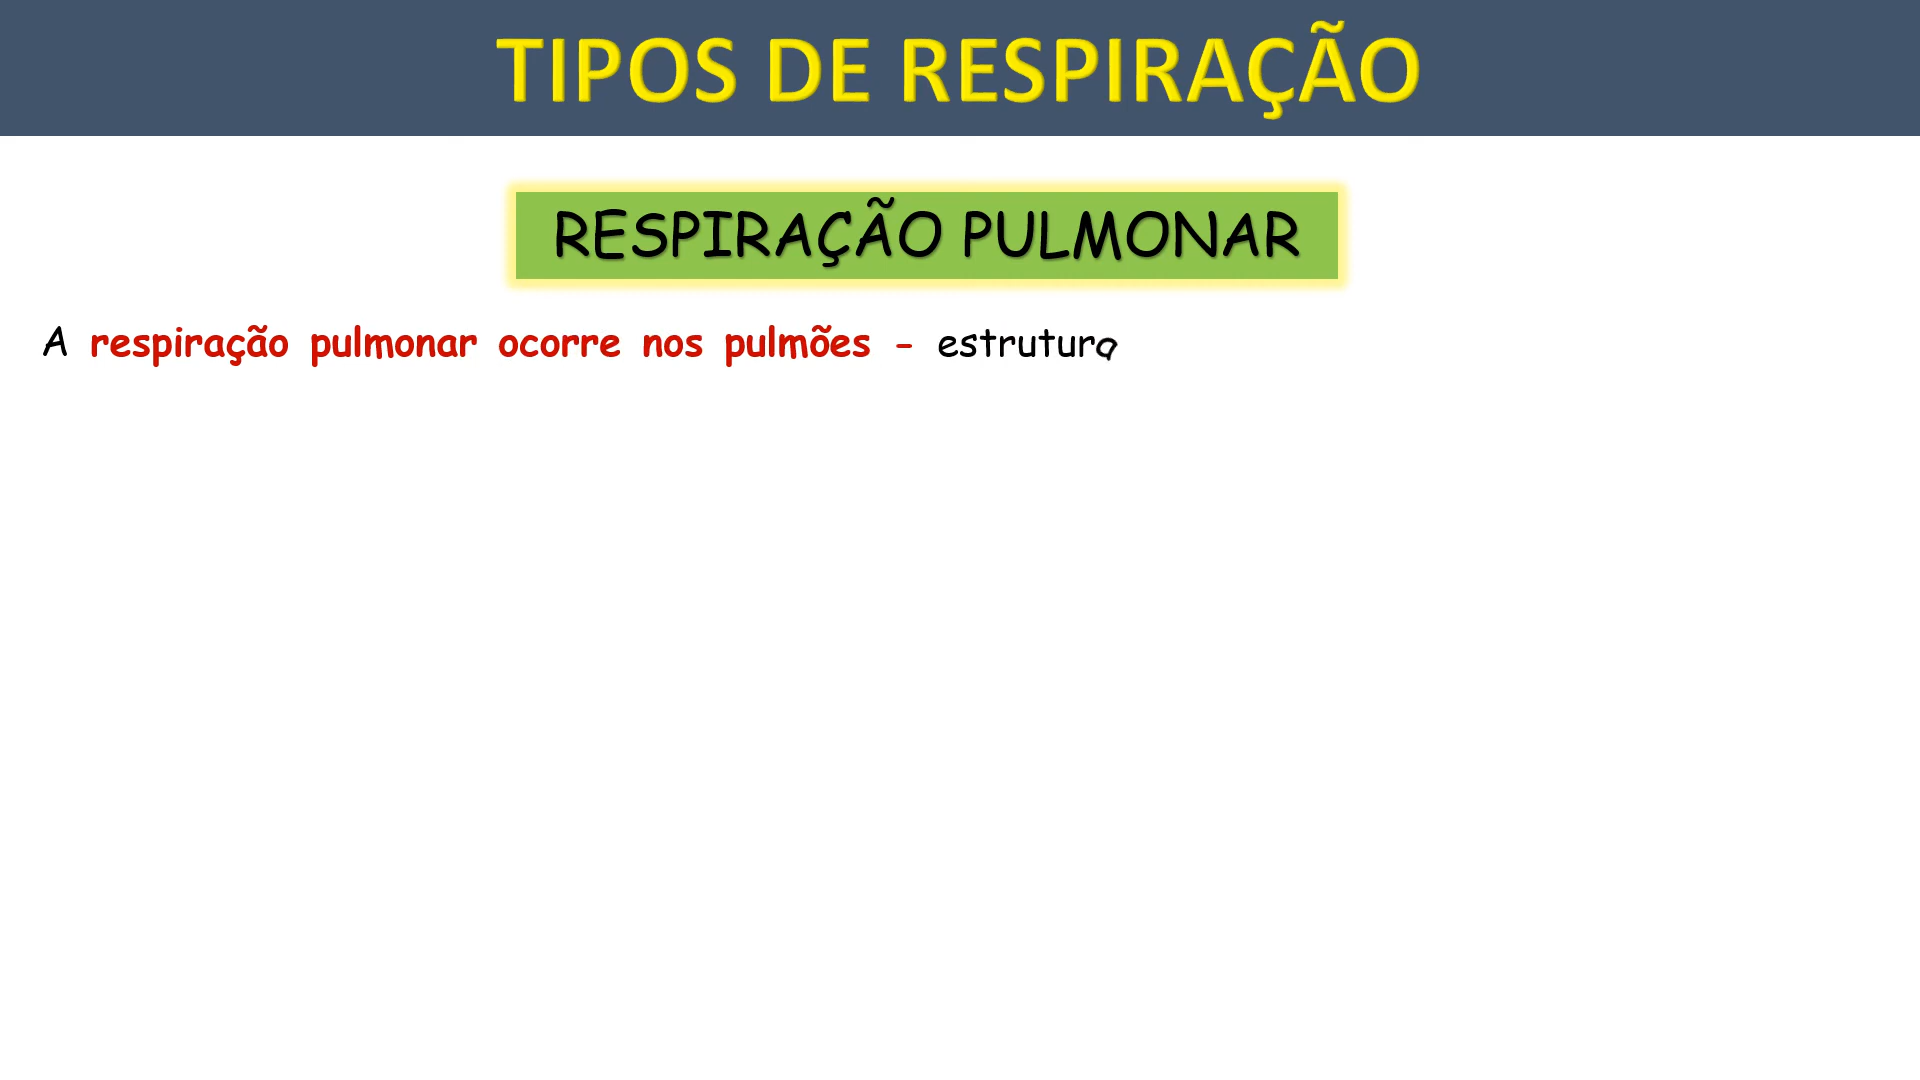 TIPOS DE RESPIRAÇÃO
RESPIRAÇÃO PULMONAR
A respiração pulmonar ocorre nos pulmões - estrutura